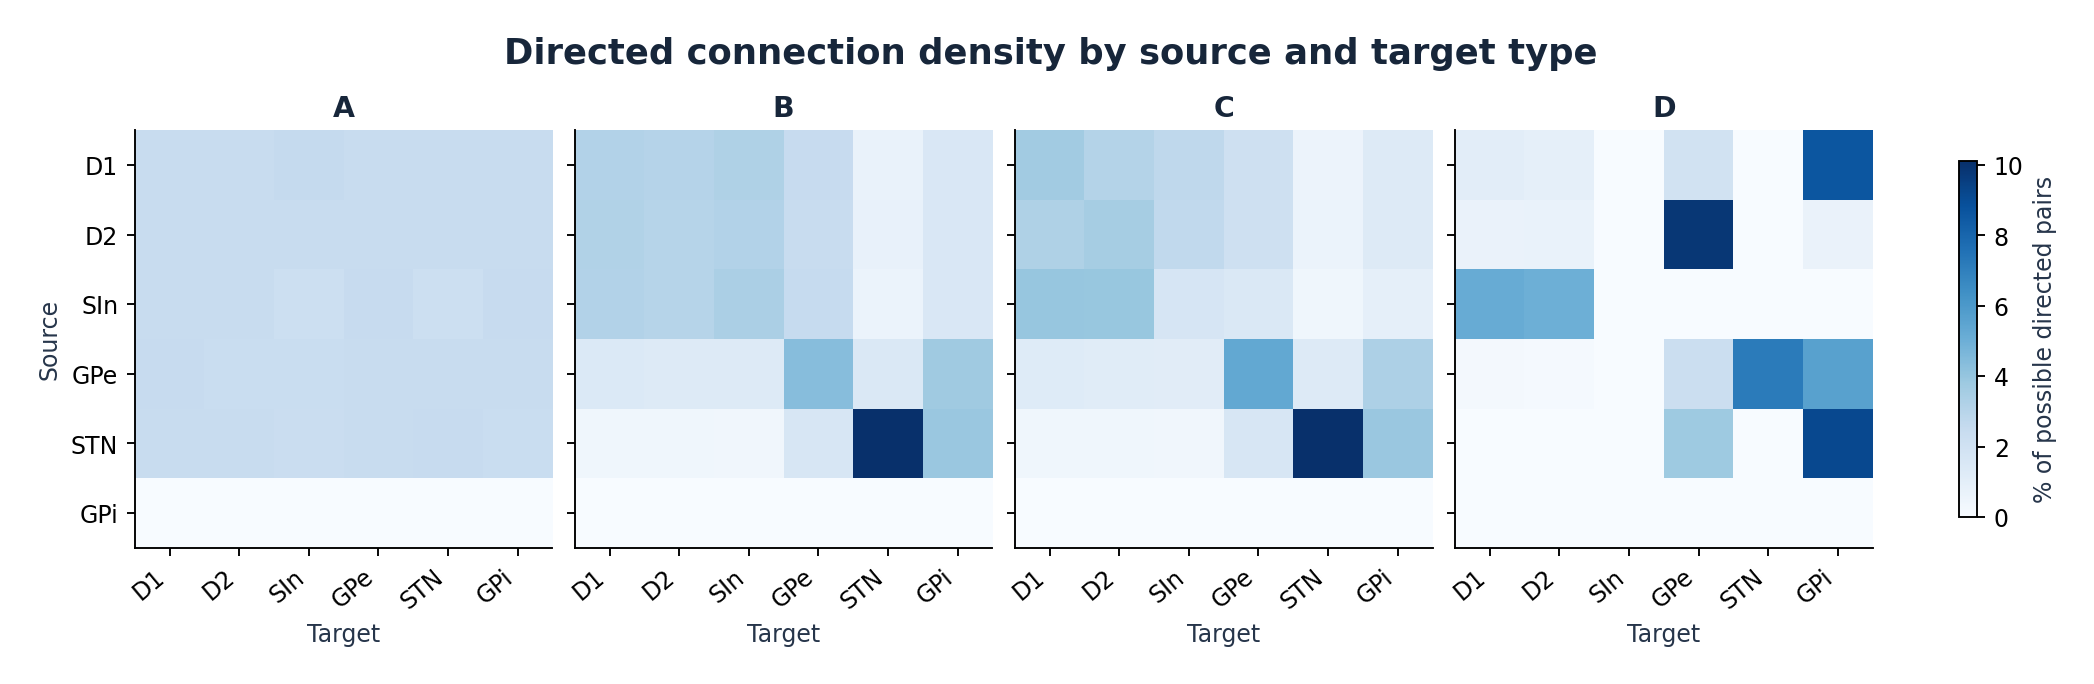 Directed connection density by source and target type
A
B
C
D
Source
D1
D2
SIn
GPe
STN
GPi
D1 D2 SIn GPe STN GPi
D1 D2 SIn GPe STN GPi
D1 D2 SIn GPe STN GPi
D1 D2 SIn GPe STN GPi
Target
Target
Target
Target
10
8
6
4
2
0
% of possible directed pairs